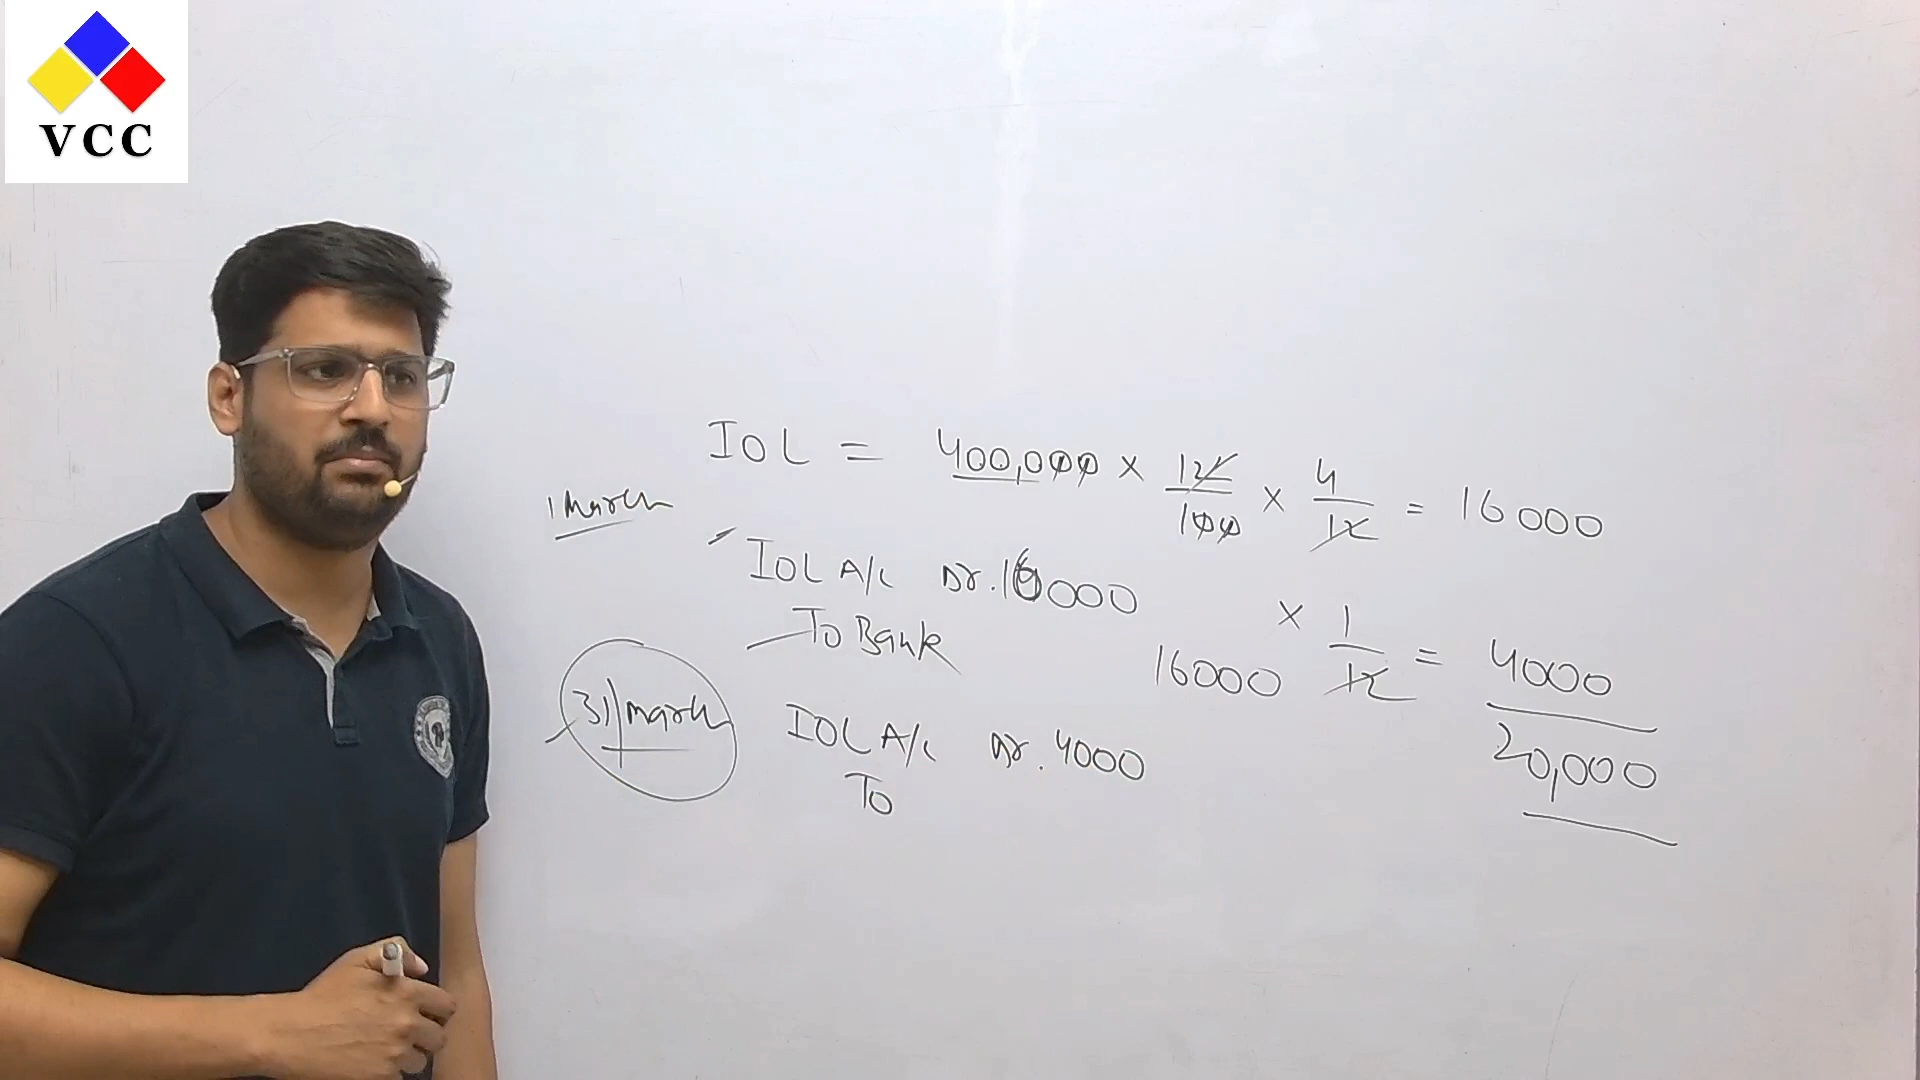 VCC
IOL = 400,000 × 12/100 × 4/12 = 16000
1 March
IOL A/c Dr. 16000
To Bank
16000 × 1/12 = 4000
20,000
31 march IOL A/c Dr. 4000
To